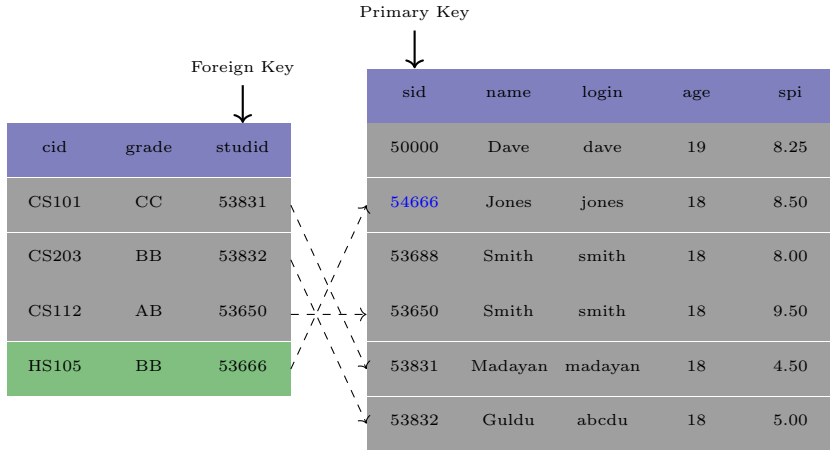 Primary Key
Foreign Key
cid grade studid
CS101 CC 53831
CS203 BB 53832
CS112 AB 53650
HS105 BB 53666
sid name login age spi
50000 Dave dave 19 8.25
54666 Jones jones 18 8.50
53688 Smith smith 18 8.00
53650 Smith smith 18 9.50
53831 Madayan madayan 18 4.50
53832 Guldu abcdu 18 5.00